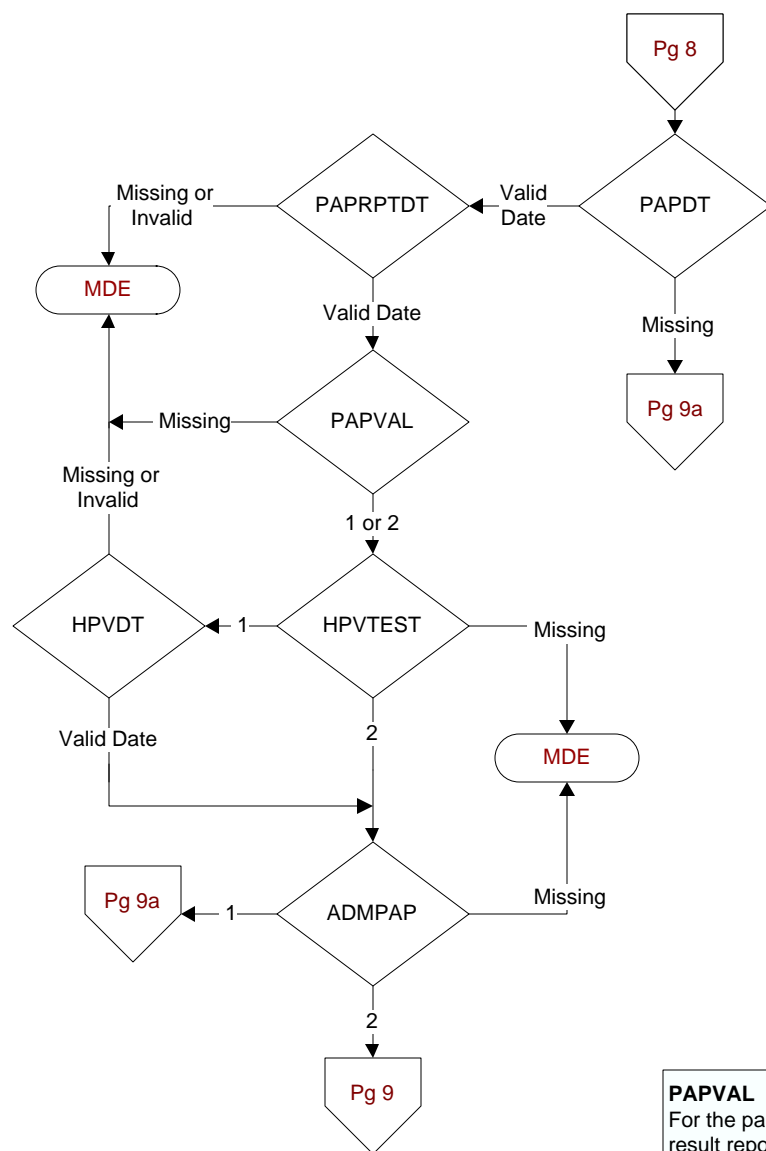 Pg 8
PAPDT
Valid
Date
PAPRPTDT
Missing or
Invalid
MDE
Valid Date
Missing
Pg 9a
PAPVAL
Missing
Missing or
Invalid
1 or 2
HPVDT
1
HPVTEST
Missing
Valid Date
2
MDE
Pg 9a
1
ADMPAP
Missing
2
Pg 9
PAPVAL
For the pa
result repo